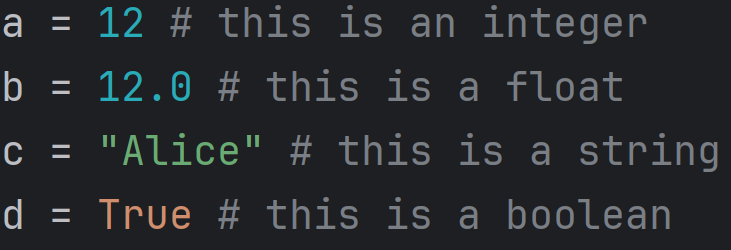 a = 12 # this is an integer
b = 12.0 # this is a float
c = "Alice" # this is a string
d = True # this is a boolean